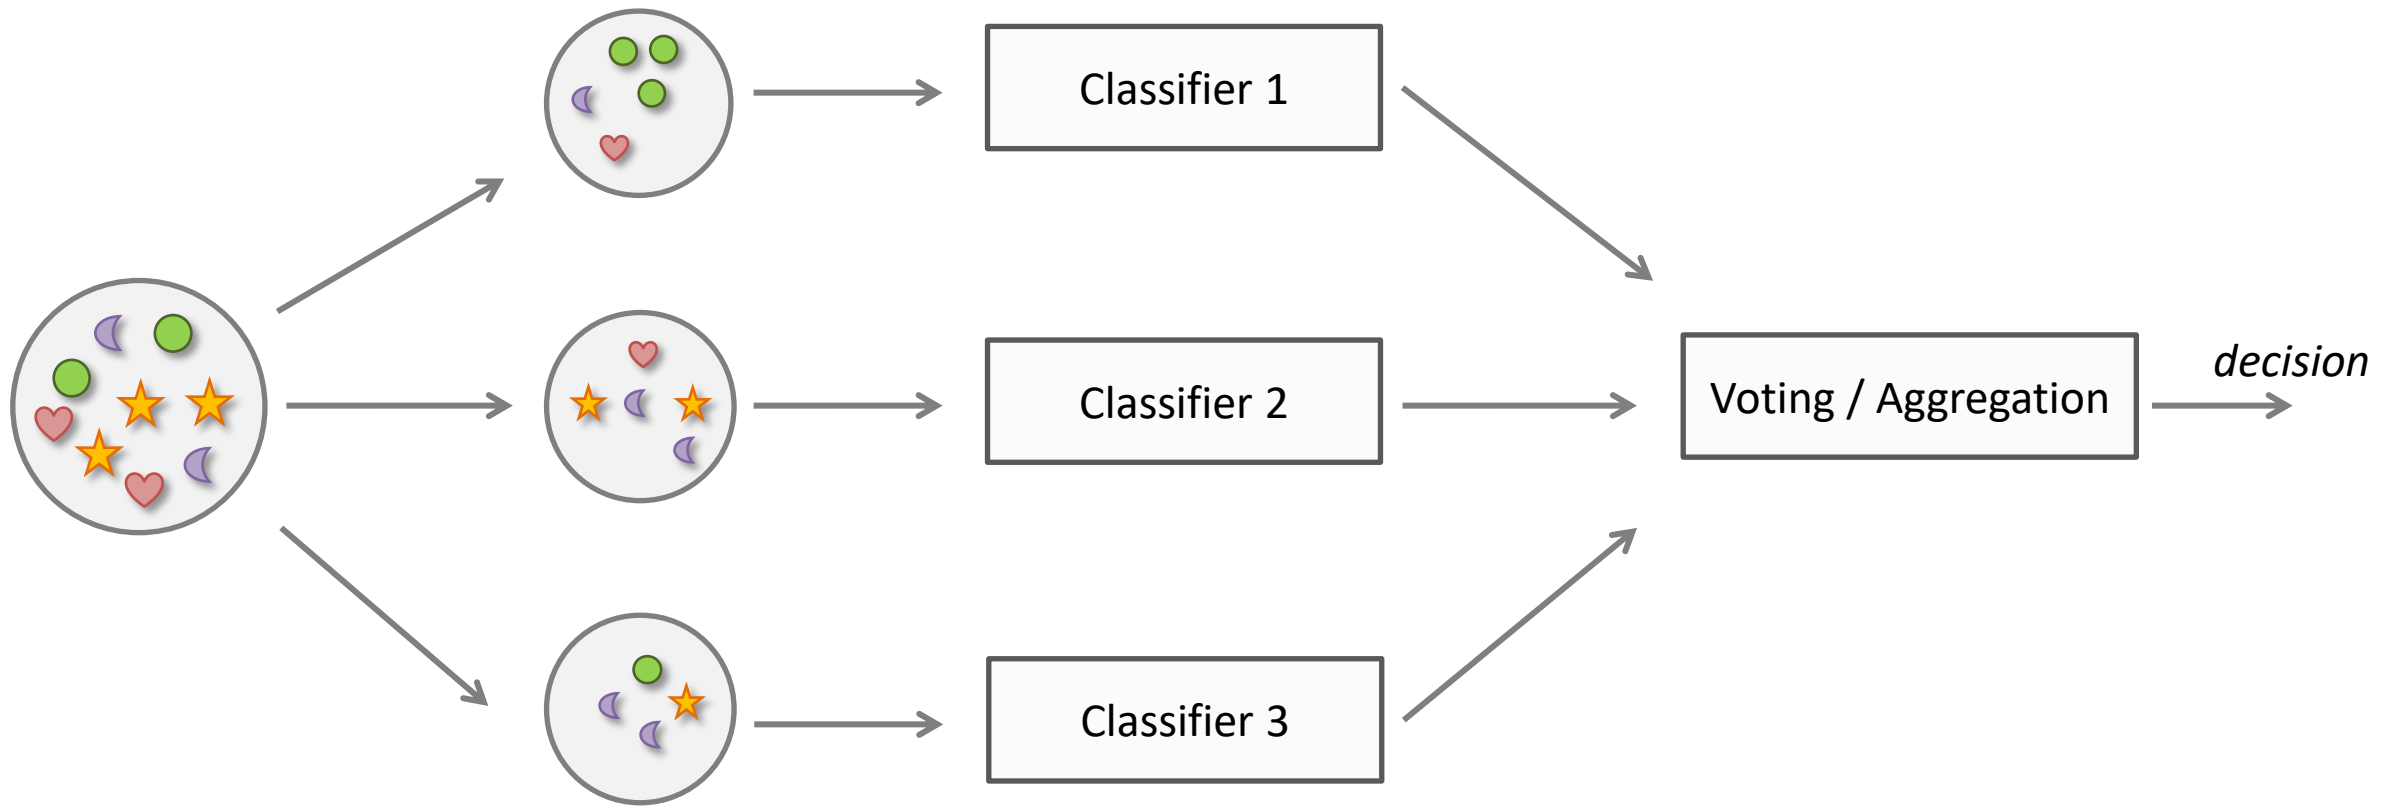 Classifier 1
Classifier 2
Classifier 3
Voting / Aggregation
decision